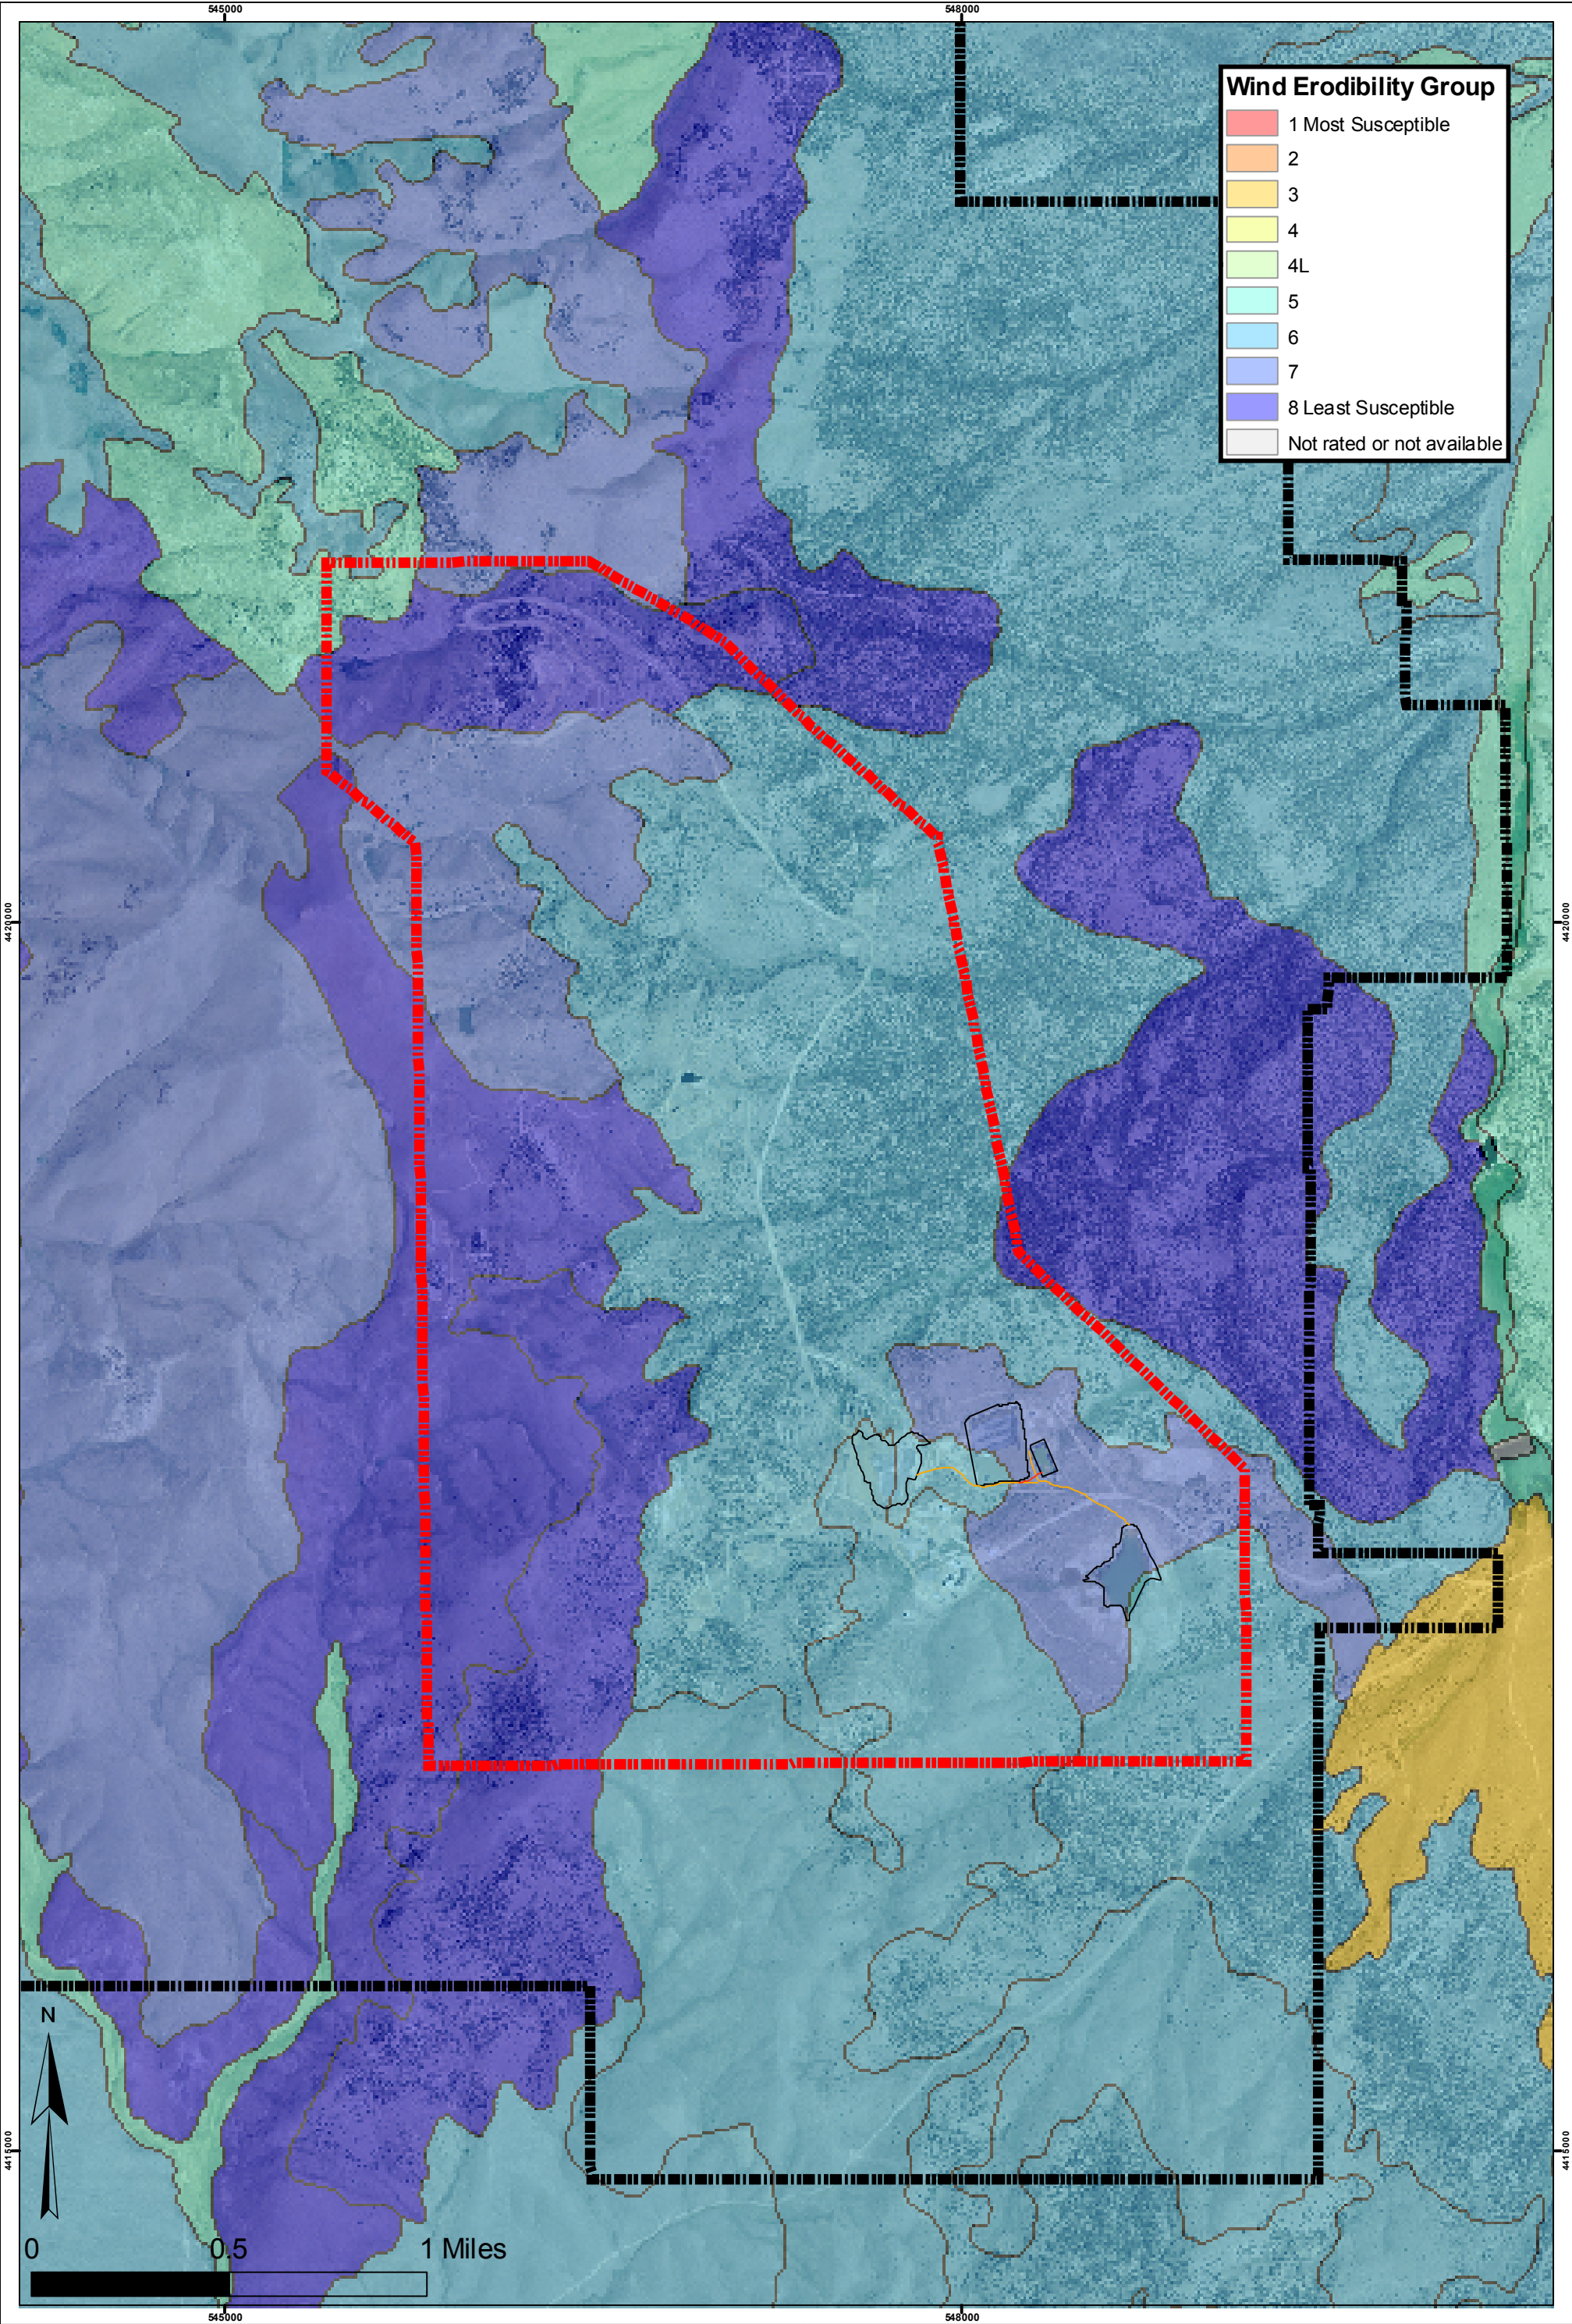 545000
548000
Wind Erodibility Group
1 Most Susceptible
2
3
4
4L
5
6
7
8 Least Susceptible
Not rated or not available
4420000
4420000
4415000
4415000
N
0 0.5 1 Miles
545000
548000